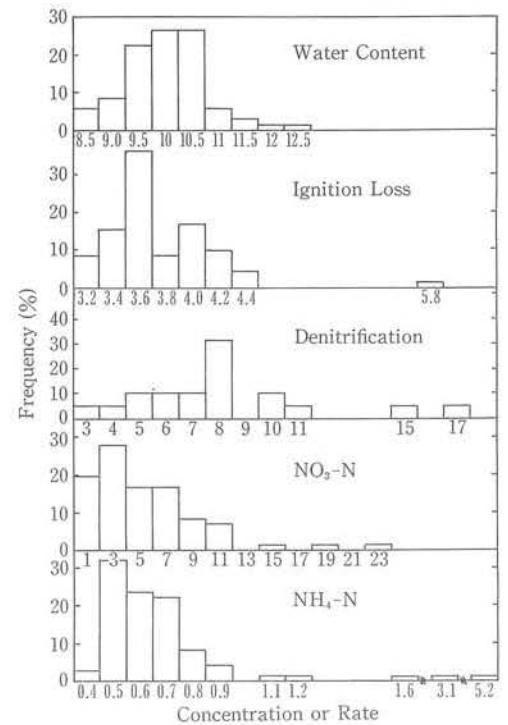 30
Water Content
20
10
0
8.5 9.0 9.5 10 10.5 11 11.5 12 12.5
Ignition Loss
30
20
10
0
3.2 3.4 3.6 3.8 4.0 4.2 4.4 5.8
Frequency (%)
40
Denitrification
30
20
10
0
3 4 5 6 7 8 9 10 11 15 17
30
NO₃-N
20
10
0
1 3 5 7 9 11 13 15 17 19 21 23
30
NH₄-N
20
10
0
0.4 0.5 0.6 0.7 0.8 0.9 1.1 1.2 1.6 3.1 5.2
Concentration or Rate